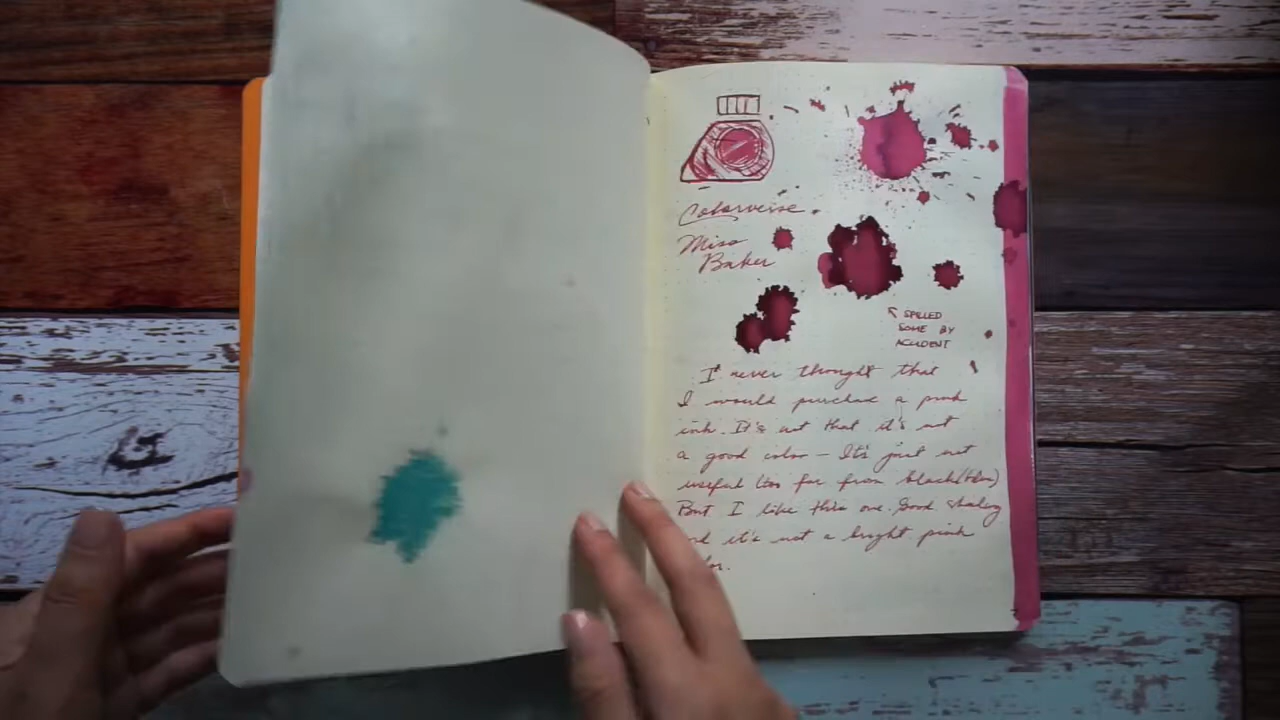 Colorverse.
Miss
Baker
↖ SPILLED
SOME BY
ACCIDENT
I never thought that
I would purchase a pink
ink. It's not that it's not
a good color – It's just not
useful (too far from black/blue)
But I like this one. Good shading
it's not a bright pink